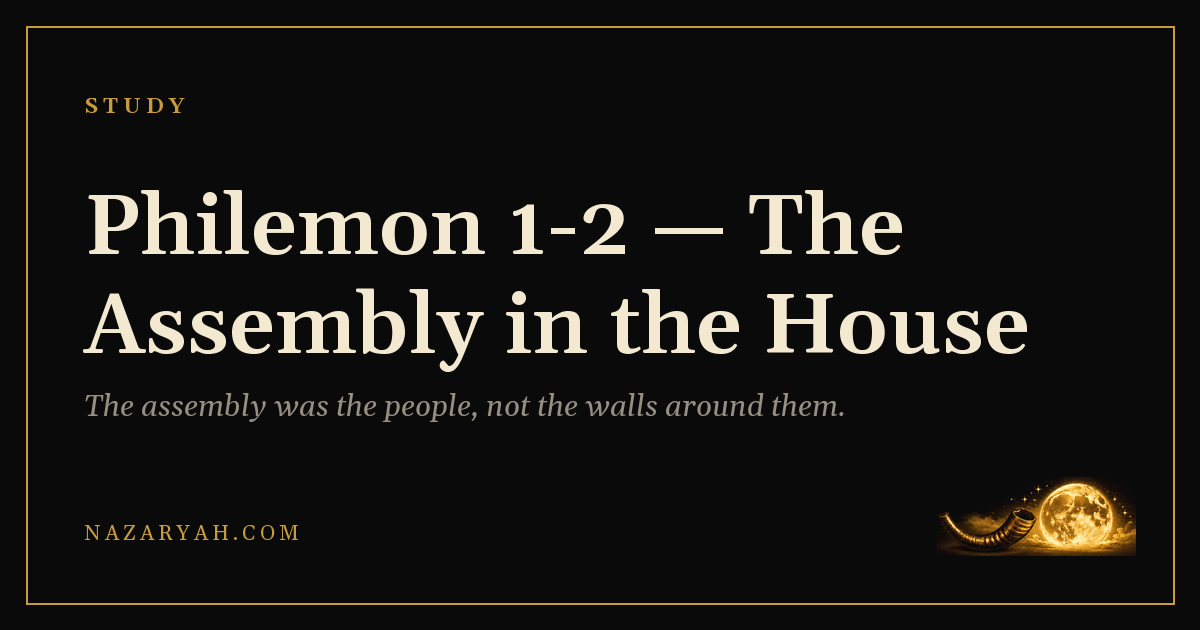 STUDY
Philemon 1-2 — The
Assembly in the House
The assembly was the people, not the walls around them.
NAZARYAH.COM